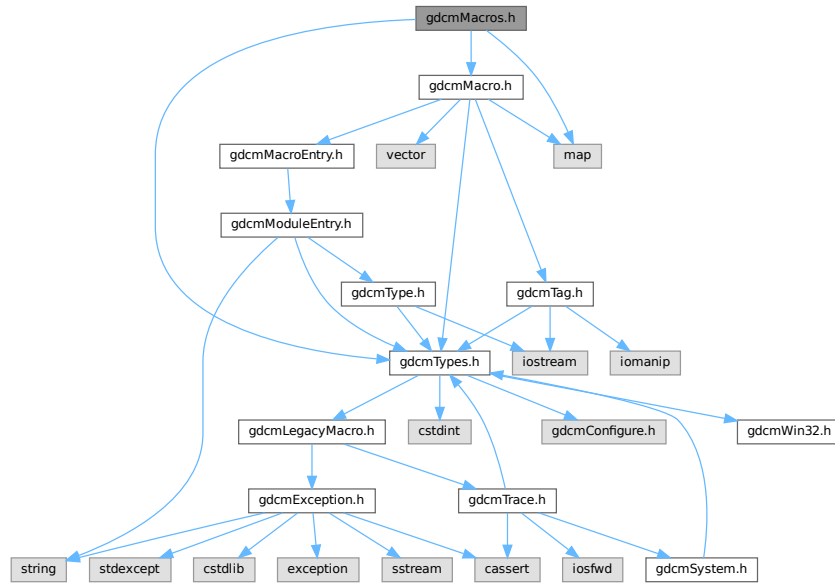 gdcmMacros.h
gdcmMacro.h
gdcmMacroEntry.h
vector
map
gdcmModuleEntry.h
gdcmType.h
gdcmTag.h
gdcmTypes.h
iostream
iomanip
gdcmLegacyMacro.h
cstdint
gdcmConfigure.h
gdcmWin32.h
gdcmException.h
gdcmTrace.h
string
stdexcept
cstdlib
exception
sstream
cassert
iosfwd
gdcmSystem.h